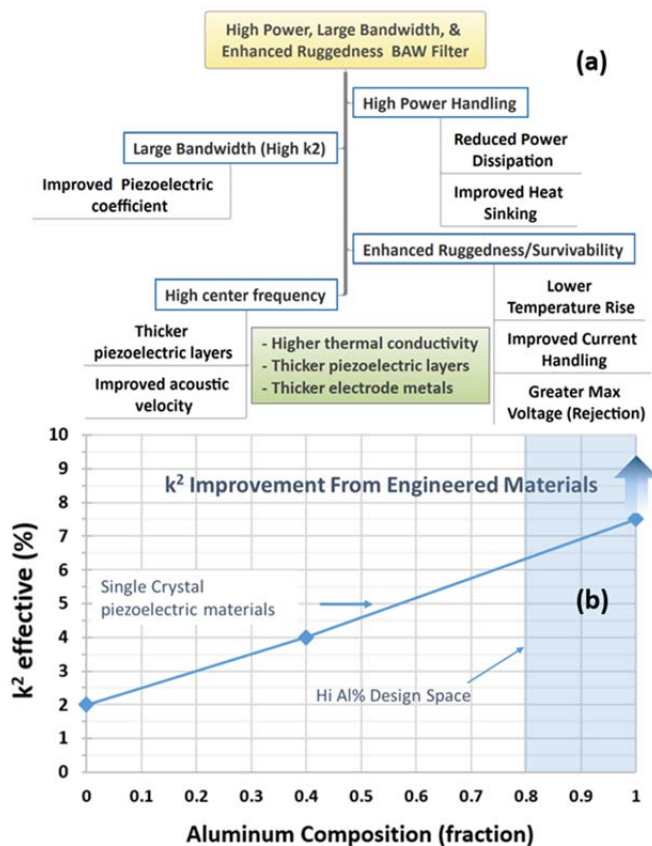 High Power, Large Bandwidth, &
Enhanced Ruggedness BAW Filter
(a)
High Power Handling
Large Bandwidth (High k2)
Reduced Power
Dissipation
Improved Piezoelectric
coefficient
Improved Heat
Sinking
Enhanced Ruggedness/Survivability
High center frequency
Lower
Temperature Rise
Thicker
piezoelectric layers
- Higher thermal conductivity
- Thicker piezoelectric layers
- Thicker electrode metals
Improved Current
Handling
Improved acoustic
velocity
Greater Max
Voltage (Rejection)
10
9
8
7
6
5
4
3
2
1
0
k² effective (%)
k² Improvement From Engineered Materials
Single Crystal
piezoelectric materials
(b)
Hi Al% Design Space
0 0.1 0.2 0.3 0.4 0.5 0.6 0.7 0.8 0.9 1
Aluminum Composition (fraction)